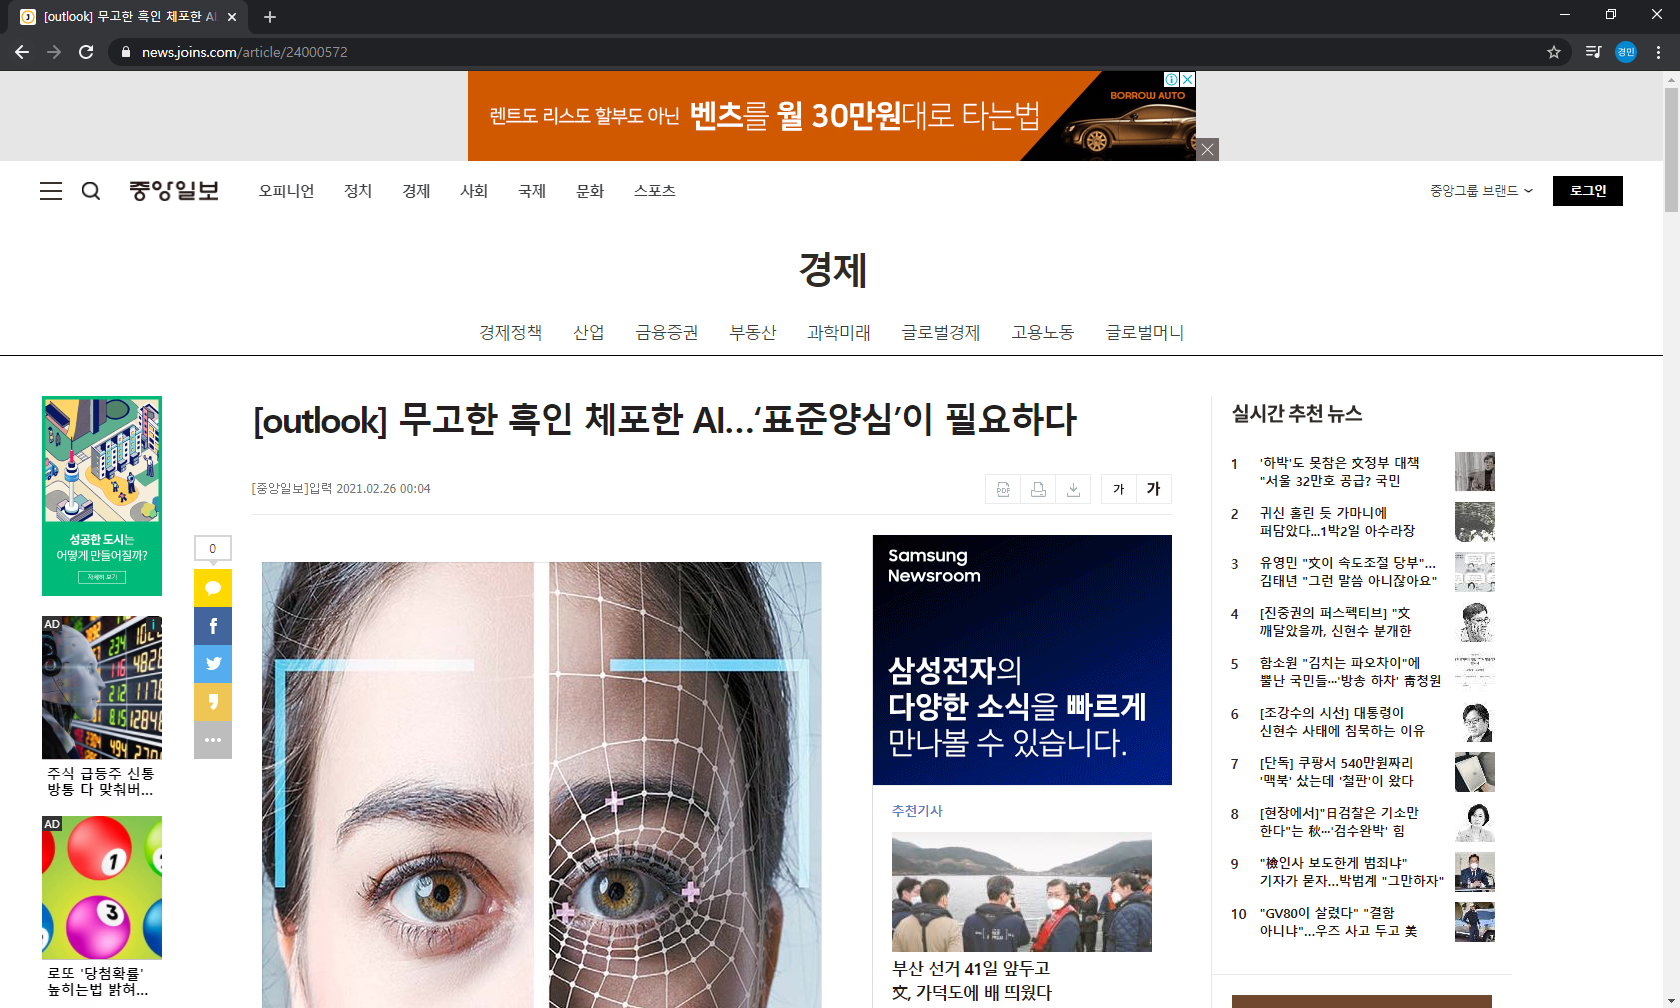 [outlook] 무고한 흑인 체포한 AI
news.joins.com/article/24000572
경민
렌트도 리스도 할부도 아닌 벤츠를 월 30만원대로 타는법
BORROW AUTO
중앙일보
오피니언 정치 경제 사회 국제 문화 스포츠
중앙그룹 브랜드
로그인
경제
경제정책 산업 금융증권 부동산 과학미래 글로벌경제 고용노동 글로벌머니
성공한 도시는
어떻게 만들어질까?
자세히 보기
AD
주식 급등주 신통
방통 다 맞춰버...
AD
1
3
로또 '당첨확률'
높히는법 밝혀...
[outlook] 무고한 흑인 체포한 AI…‘표준양심’이 필요하다
[중앙일보]입력 2021.02.26 00:04
PDF
가 가
0
Samsung
Newsroom
삼성전자의
다양한 소식을 빠르게
만나볼 수 있습니다.
추천기사
부산 선거 41일 앞두고
文, 가덕도에 배 띄웠다
실시간 추천 뉴스
1 '하박'도 못참은 文정부 대책
"서울 32만호 공급? 국민
2 귀신 홀린 듯 가마니에
퍼담았다…1박2일 아수라장
3 유영민 "文이 속도조절 당부"…
김태년 "그런 말씀 아니잖아요"
4 [진중권의 퍼스펙티브] "文
깨달았을까, 신현수 분개한
5 함소원 "김치는 파오차이"에
뿔난 국민들···'방송 하차' 靑청원
6 [조강수의 시선] 대통령이
신현수 사태에 침묵하는 이유
7 [단독] 쿠팡서 540만원짜리
'맥북' 샀는데 '철판'이 왔다
8 [현장에서]"日검찰은 기소만
한다"는 秋···'검수완박' 힘
9 "檢인사 보도한게 범죄냐"
기자가 묻자…박범계 "그만하자"
10 "GV80이 살렸다" "결함
아니냐"…우즈 사고 두고 美